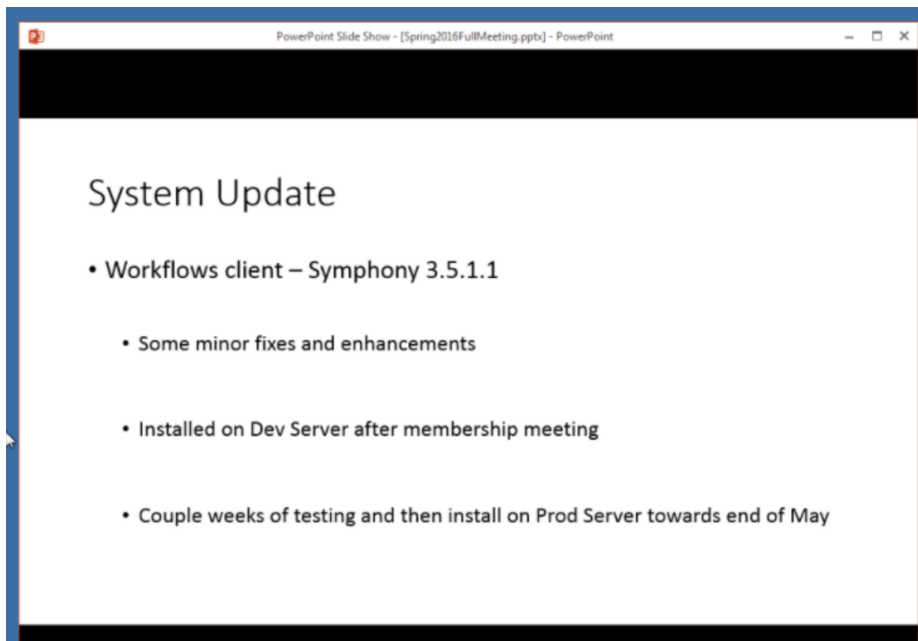 PowerPoint Slide Show - [Spring2016FullMeeting.pptx] - PowerPoint
System Update
• Workflows client – Symphony 3.5.1.1
• Some minor fixes and enhancements
• Installed on Dev Server after membership meeting
• Couple weeks of testing and then install on Prod Server towards end of May